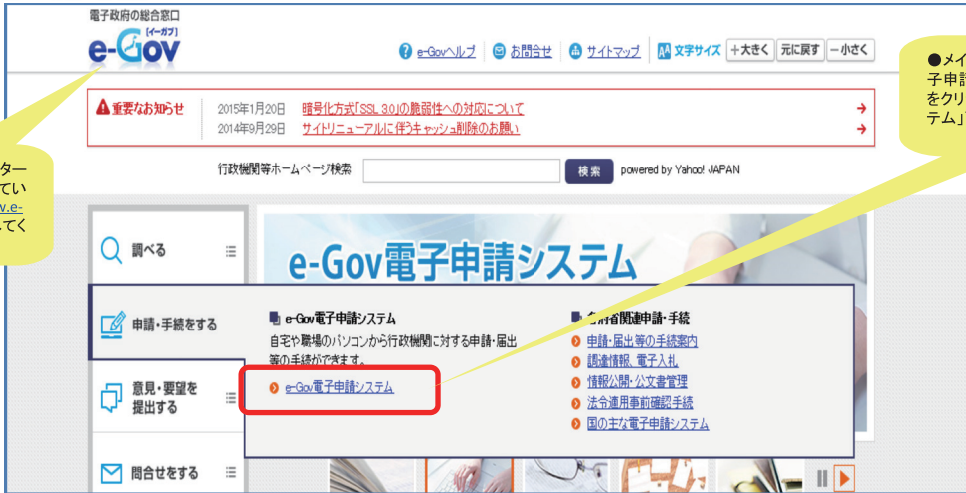 電子政府の総合窓口
[イーガブ]
e-Gov
e-Govヘルプ
お問合せ
サイトマップ
文字サイズ
＋大きく
元に戻す
－小さく
重要なお知らせ
2015年1月20日 暗号化方式「SSL 3.0」の脆弱性への対応について
2014年9月29日 サイトリニューアルに伴うキャッシュ削除のお願い
行政機関等ホームページ検索
検索
powered by Yahoo! JAPAN
ター
てい
w.e-
てく
●メイ
子申請
をクリ
テム」
調べる
申請・手続をする
意見・要望を
提出する
問合せをする
e-Gov電子申請システム
e-Gov電子申請システム
自宅や職場のパソコンから行政機関に対する申請・届出
等の手続ができます。
e-Gov電子申請システム
各府省関連申請・手続
申請・届出等の手続案内
調達情報、電子入札
情報公開・公文書管理
法令適用事前確認手続
国の主な電子申請システム